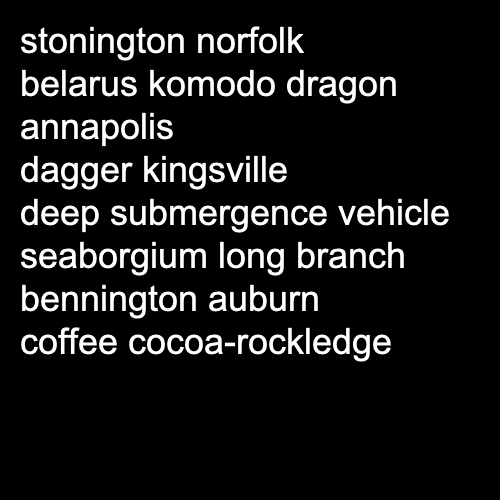 stonington norfolk
belarus komodo dragon
annapolis
dagger kingsville
deep submergence vehicle
seaborgium long branch
bennington auburn
coffee cocoa-rockledge